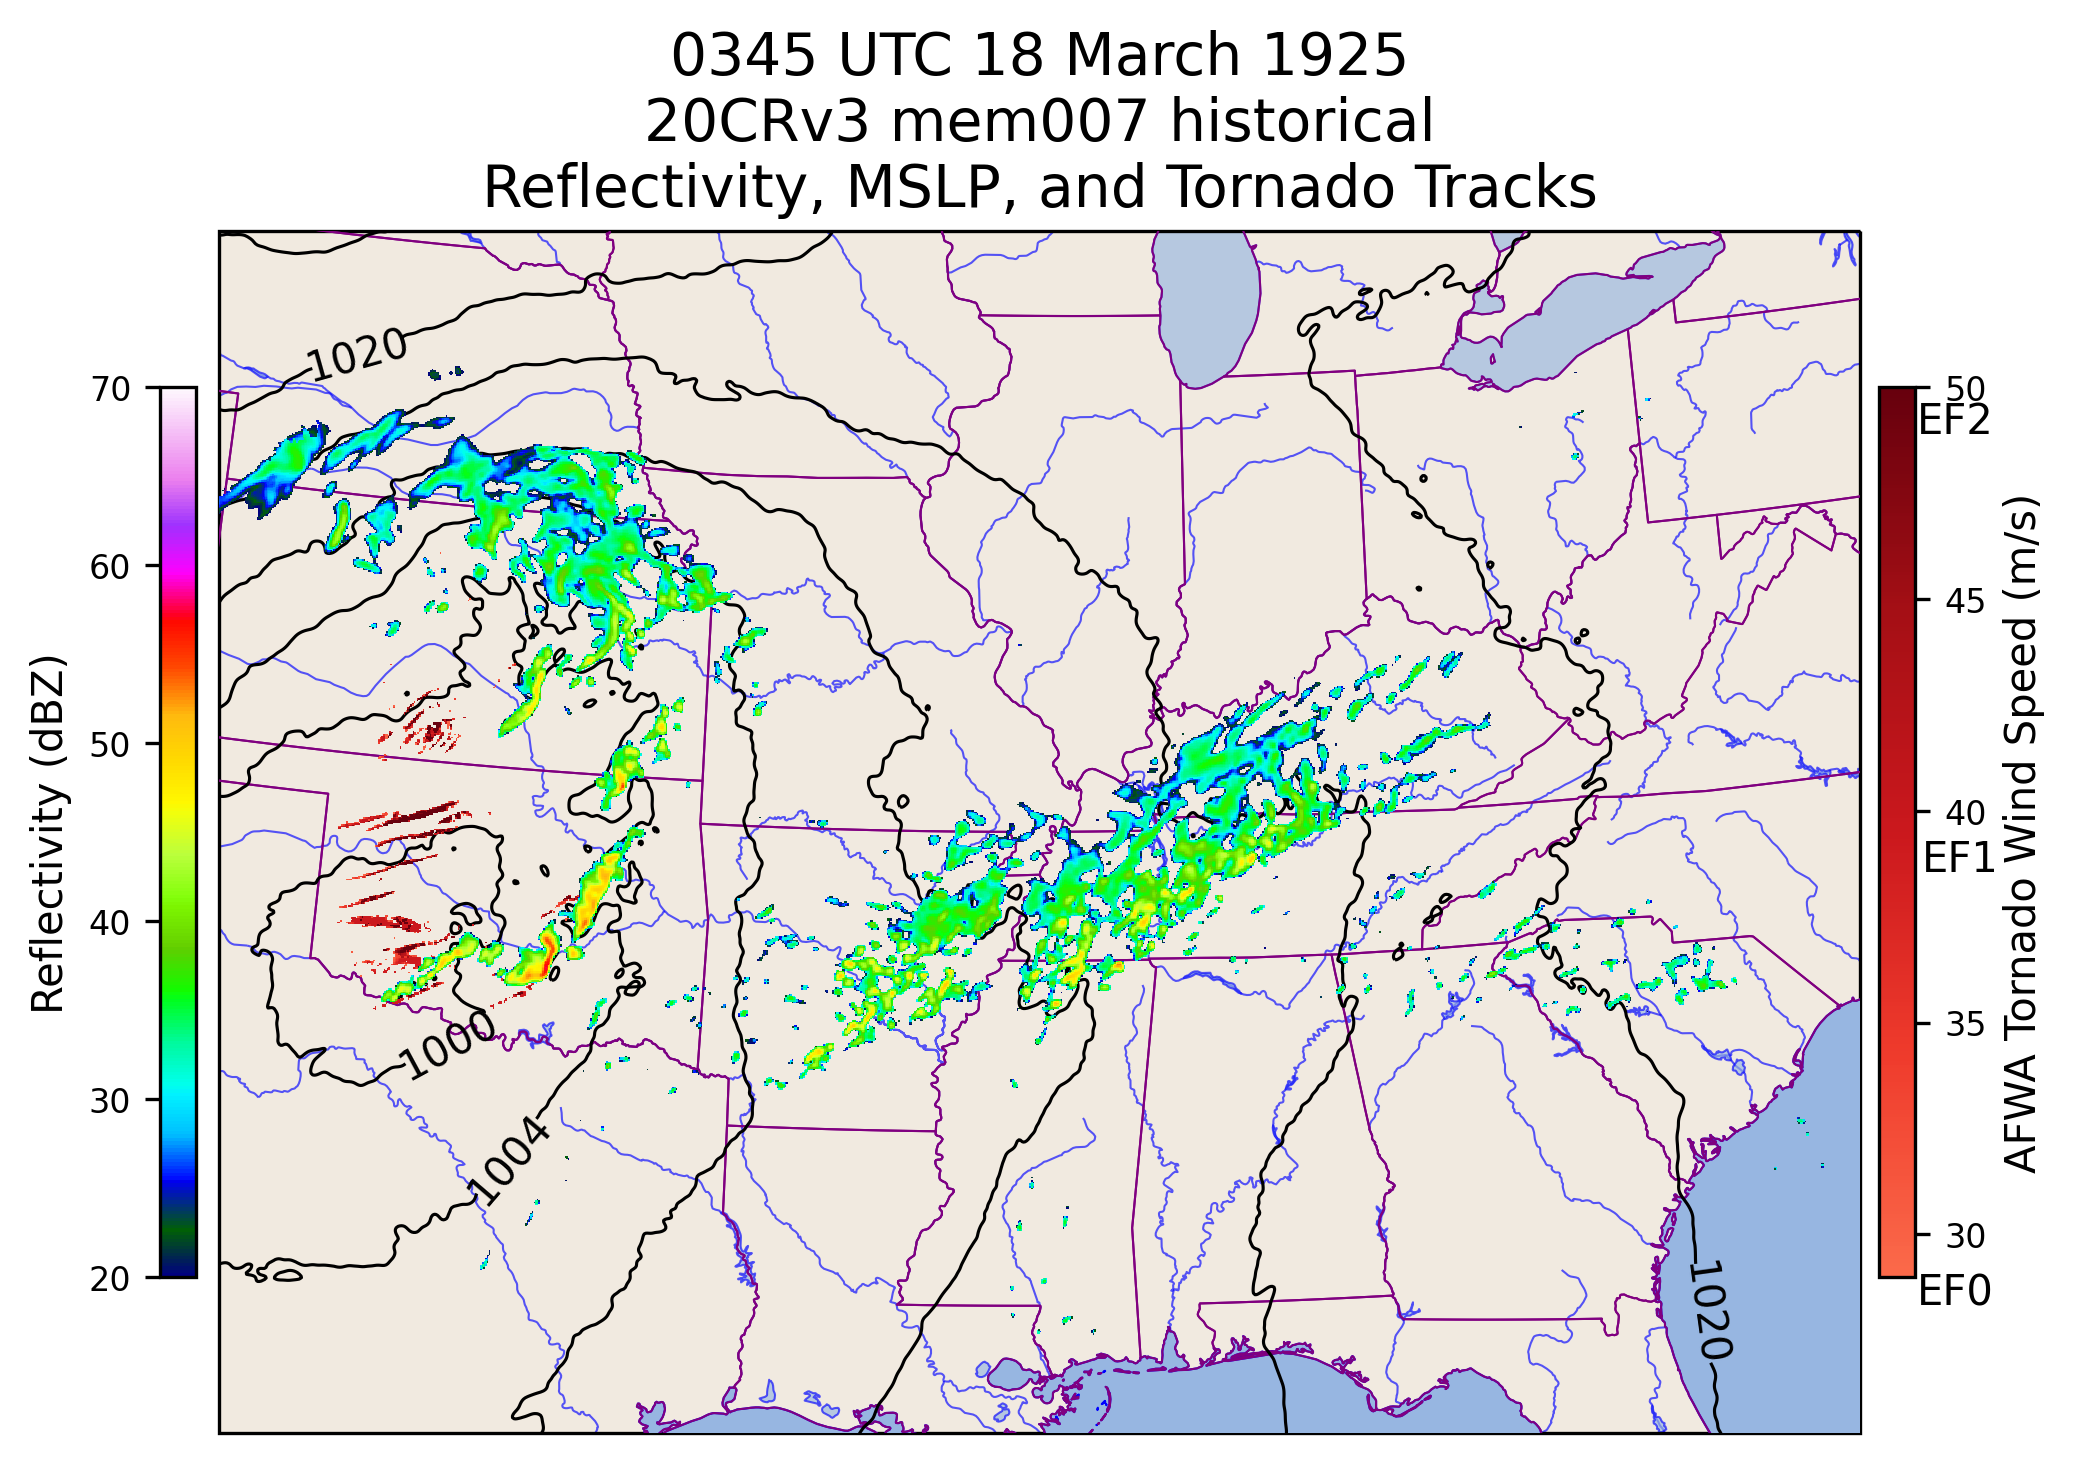 0345 UTC 18 March 1925
20CRv3 mem007 historical
Reflectivity, MSLP, and Tornado Tracks
Reflectivity (dBZ)
70
60
50
40
30
20
1020
1000
1004
1020
50
EF2
45
40
EF1
35
30
EF0
AFWA Tornado Wind Speed (m/s)